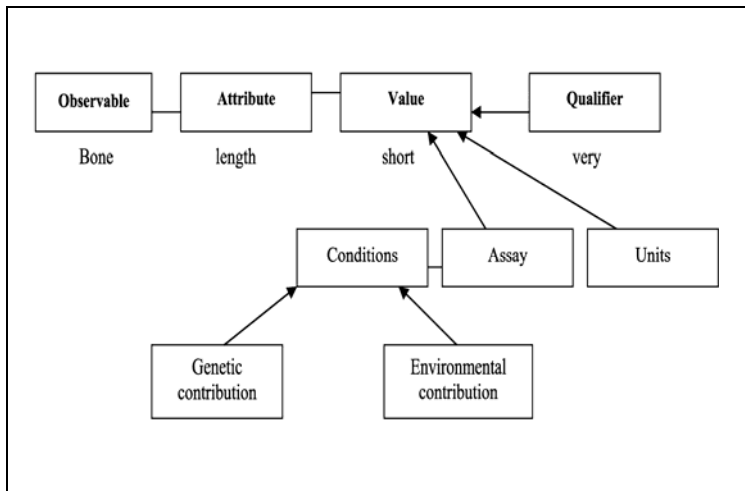 Observable
Attribute
Value
Qualifier
Bone
length
short
very
Conditions
Assay
Units
Genetic
contribution
Environmental
contribution